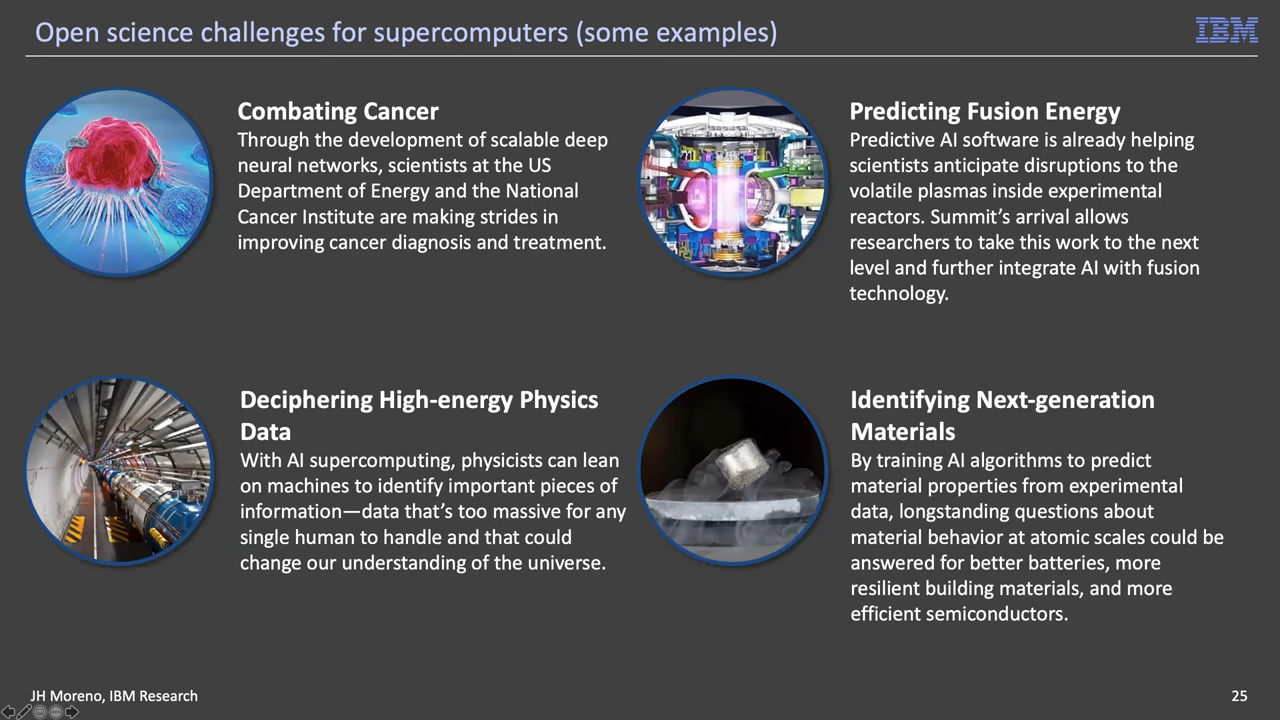 Open science challenges for supercomputers (some examples)
IBM
Combating Cancer
Through the development of scalable deep
neural networks, scientists at the US
Department of Energy and the National
Cancer Institute are making strides in
improving cancer diagnosis and treatment.
Predicting Fusion Energy
Predictive AI software is already helping
scientists anticipate disruptions to the
volatile plasmas inside experimental
reactors. Summit’s arrival allows
researchers to take this work to the next
level and further integrate AI with fusion
technology.
Deciphering High-energy Physics
Data
With AI supercomputing, physicists can lean
on machines to identify important pieces of
information—data that’s too massive for any
single human to handle and that could
change our understanding of the universe.
Identifying Next-generation
Materials
By training AI algorithms to predict
material properties from experimental
data, longstanding questions about
material behavior at atomic scales could be
answered for better batteries, more
resilient building materials, and more
efficient semiconductors.
JH Moreno, IBM Research
25